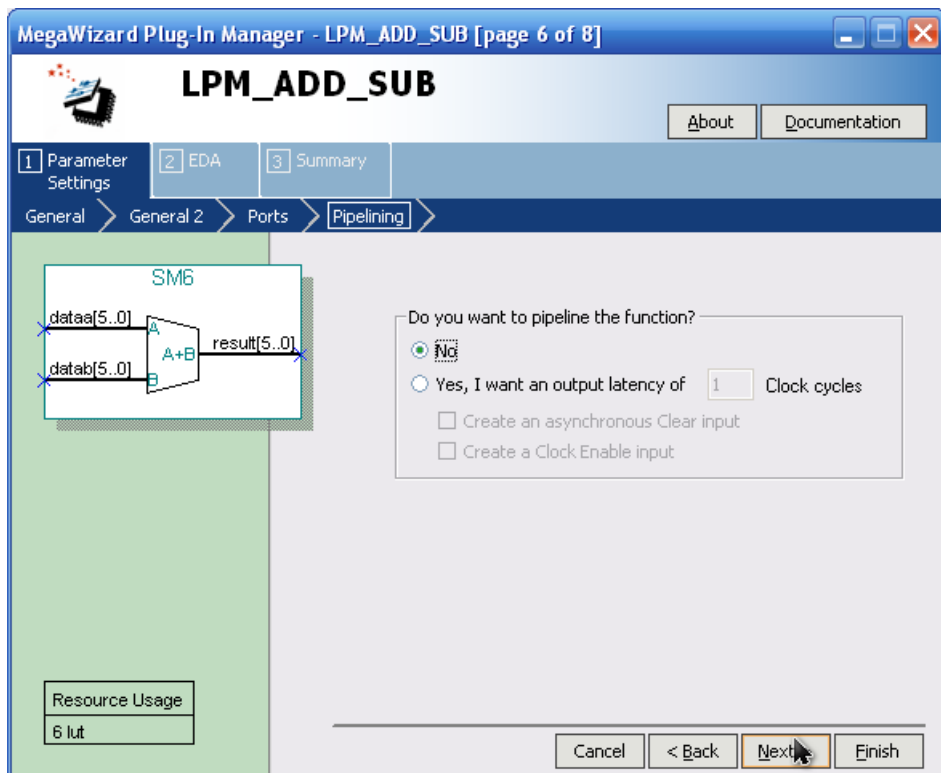 MegaWizard Plug-In Manager - LPM_ADD_SUB [page 6 of 8]
LPM_ADD_SUB
About
Documentation
1 Parameter Settings
2 EDA
3 Summary
General
General 2
Ports
Pipelining
SM6
dataa[5..0]
A
A+B
result[5..0]
datab[5..0]
B
Do you want to pipeline the function?
No
Yes, I want an output latency of 1 Clock cycles
Create an asynchronous Clear input
Create a Clock Enable input
Resource Usage
6 lut
Cancel
< Back
Next
Finish